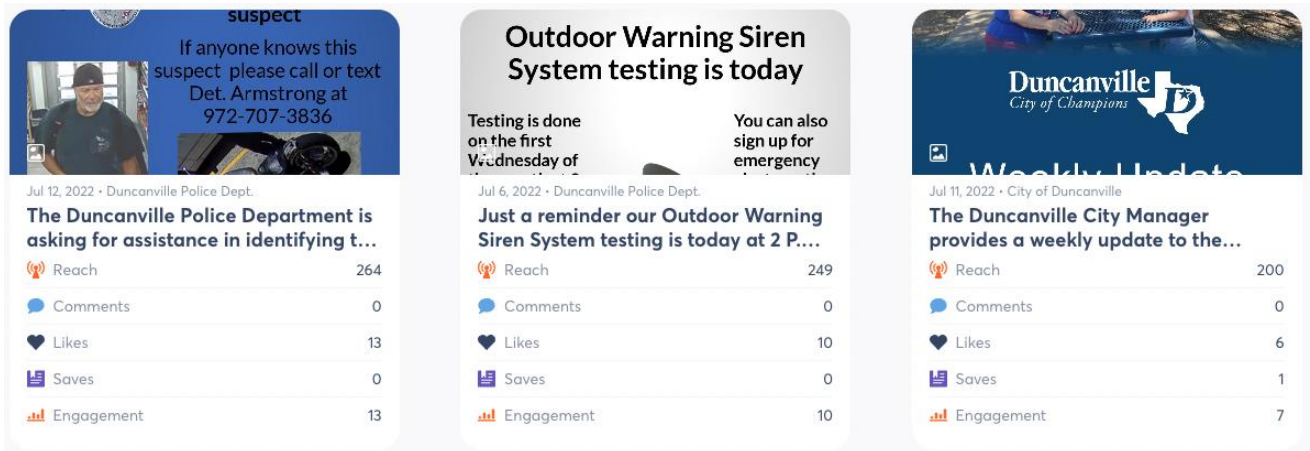 suspect
If anyone knows this
suspect please call or text
Det. Armstrong at
972-707-3836
Jul 12, 2022 • Duncanville Police Dept.
The Duncanville Police Department is
asking for assistance in identifying t...
Reach 264
Comments 0
Likes 13
Saves 0
Engagement 13
Outdoor Warning Siren
System testing is today
Testing is done
on the first
Wednesday of
You can also
sign up for
emergency
Jul 6, 2022 • Duncanville Police Dept.
Just a reminder our Outdoor Warning
Siren System testing is today at 2 P....
Reach 249
Comments 0
Likes 10
Saves 0
Engagement 10
Duncanville
City of Champions
Weekly Update
Jul 11, 2022 • City of Duncanville
The Duncanville City Manager
provides a weekly update to the...
Reach 200
Comments 0
Likes 6
Saves 1
Engagement 7